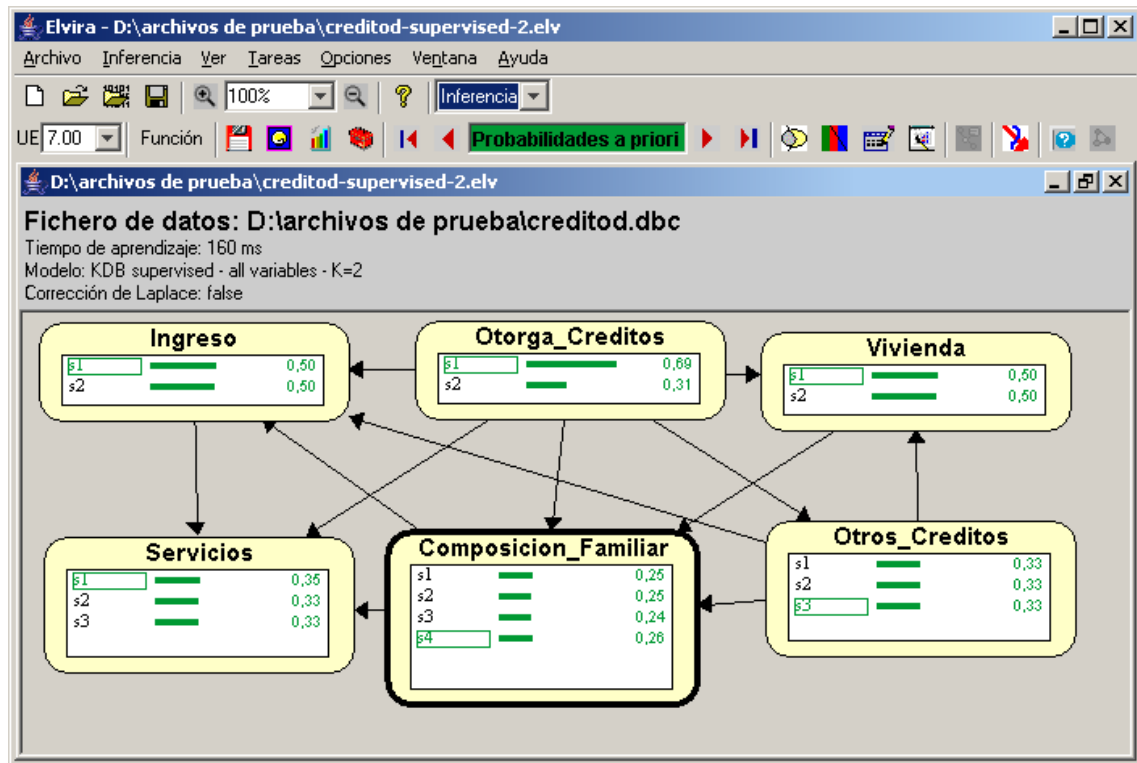 Elvira - D:\archivos de prueba\creditod-supervised-2.elv
Archivo Inferencia Ver Tareas Opciones Ventana Ayuda
100% Inferencia
UE 7.00 Función Probabilidades a priori
D:\archivos de prueba\creditod-supervised-2.elv
Fichero de datos: D:\archivos de prueba\creditod.dbc
Tiempo de aprendizaje: 160 ms
Modelo: KDB supervised - all variables - K=2
Corrección de Laplace: false
Ingreso
s1 0,50
s2 0,50
Otorga_Creditos
s1 0,69
s2 0,31
Vivienda
s1 0,50
s2 0,50
Servicios
s1 0,35
s2 0,33
s3 0,33
Composicion_Familiar
s1 0,25
s2 0,25
s3 0,24
s4 0,26
Otros_Creditos
s1 0,33
s2 0,33
s3 0,33